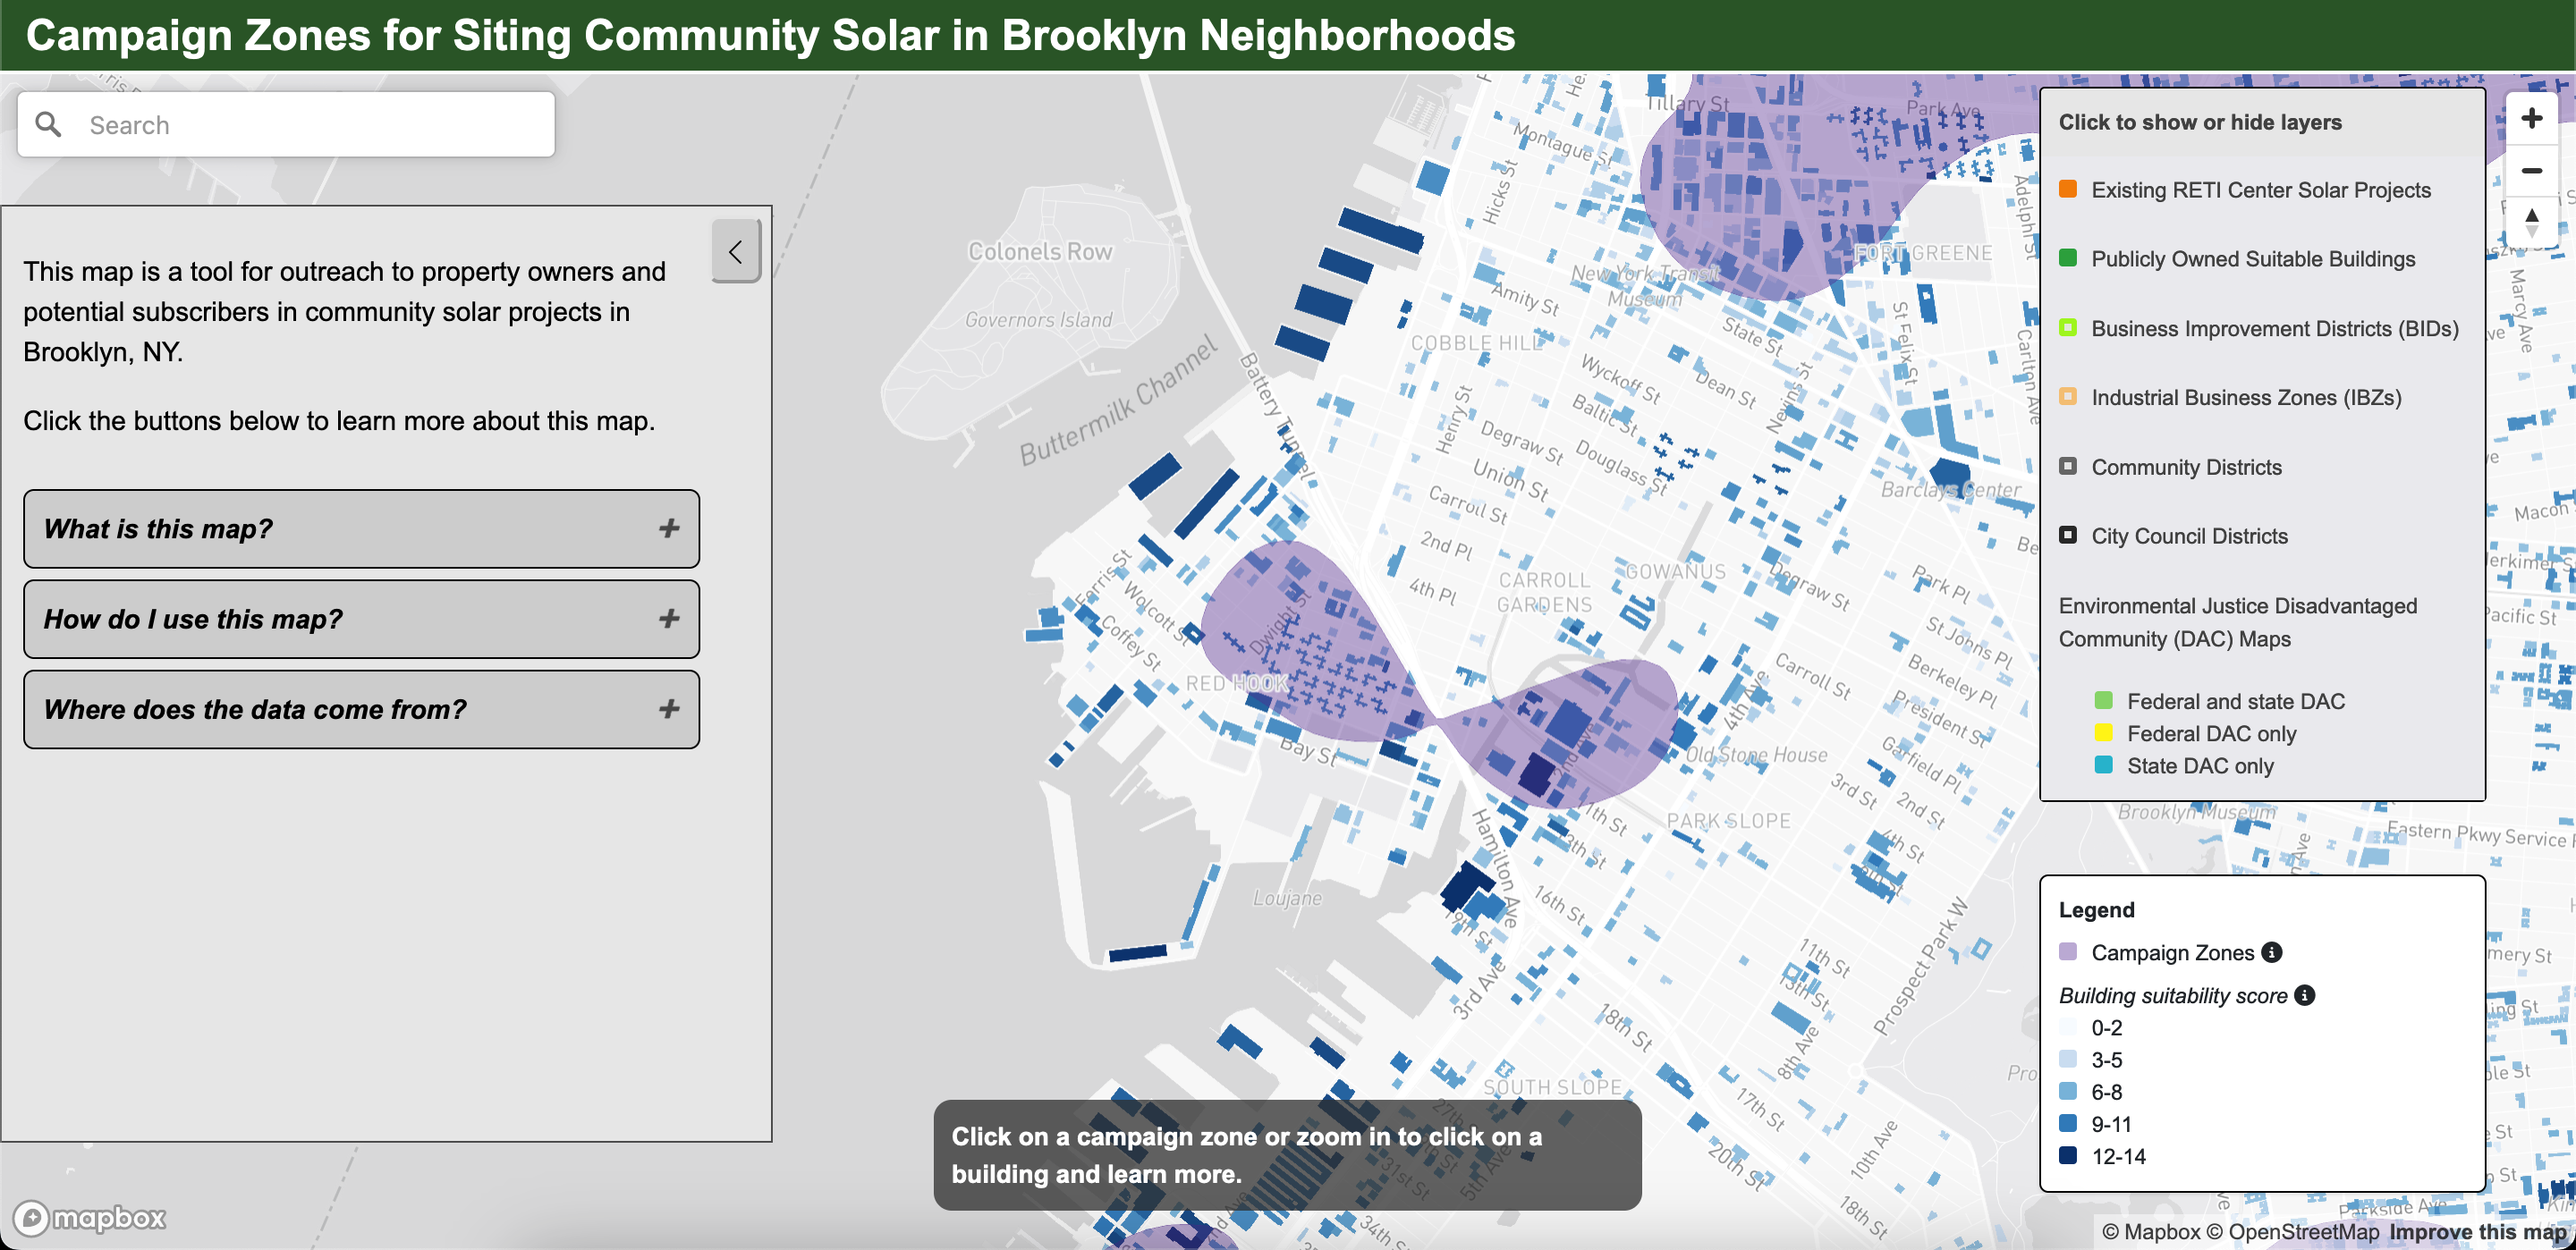 Campaign Zones for Siting Community Solar in Brooklyn Neighborhoods
Search
This map is a tool for outreach to property owners and
potential subscribers in community solar projects in
Brooklyn, NY.
Click the buttons below to learn more about this map.
What is this map?
How do I use this map?
Where does the data come from?
mapbox
Colonels Row
Governors Island
Buttermilk Channel
Battery Tunnel
Tillary St
Park Ave
Montague St
Hicks St
Adelphi St
FORT GREENE
New York Transit
Museum
Amity St
COBBLE HILL
State St
St Felix St
Carlton Ave
Marcy Ave
Wyckoff St
Dean St
Nevins St
Baltic St
Henry St
Degraw St
Douglass St
Union St
Carroll St
Barclays Center
Macon
2nd Pl
4th Pl
CARROLL
GARDENS
GOWANUS
Degraw St
Park Pl
St Johns Pl
Pacific St
Ferris St
Wolcott St
Coffey St
Dwight St
RED HOOK
Bay St
Carroll St
Berkeley Pl
President St
4th Ave
2nd Ave
Old Stone House
Garfield Pl
3rd St
2nd St
4th St
PARK SLOPE
Brooklyn Museum
Eastern Pkwy Service
Hamilton Ave
16th St
19th St
Loujane
3rd Ave
11th St
13th St
Prospect Park W
18th St
8th Ave
SOUTH SLOPE
17th St
10th Ave
20th St
18th St
27th St
31st St
5th Ave
34th St
Parkside Ave
Click on a campaign zone or zoom in to click on a
building and learn more.
Click to show or hide layers
Existing RETI Center Solar Projects
Publicly Owned Suitable Buildings
Business Improvement Districts (BIDs)
Industrial Business Zones (IBZs)
Community Districts
City Council Districts
Environmental Justice Disadvantaged
Community (DAC) Maps
Federal and state DAC
Federal DAC only
State DAC only
Legend
Campaign Zones
Building suitability score
0-2
3-5
6-8
9-11
12-14
© Mapbox © OpenStreetMap Improve this map